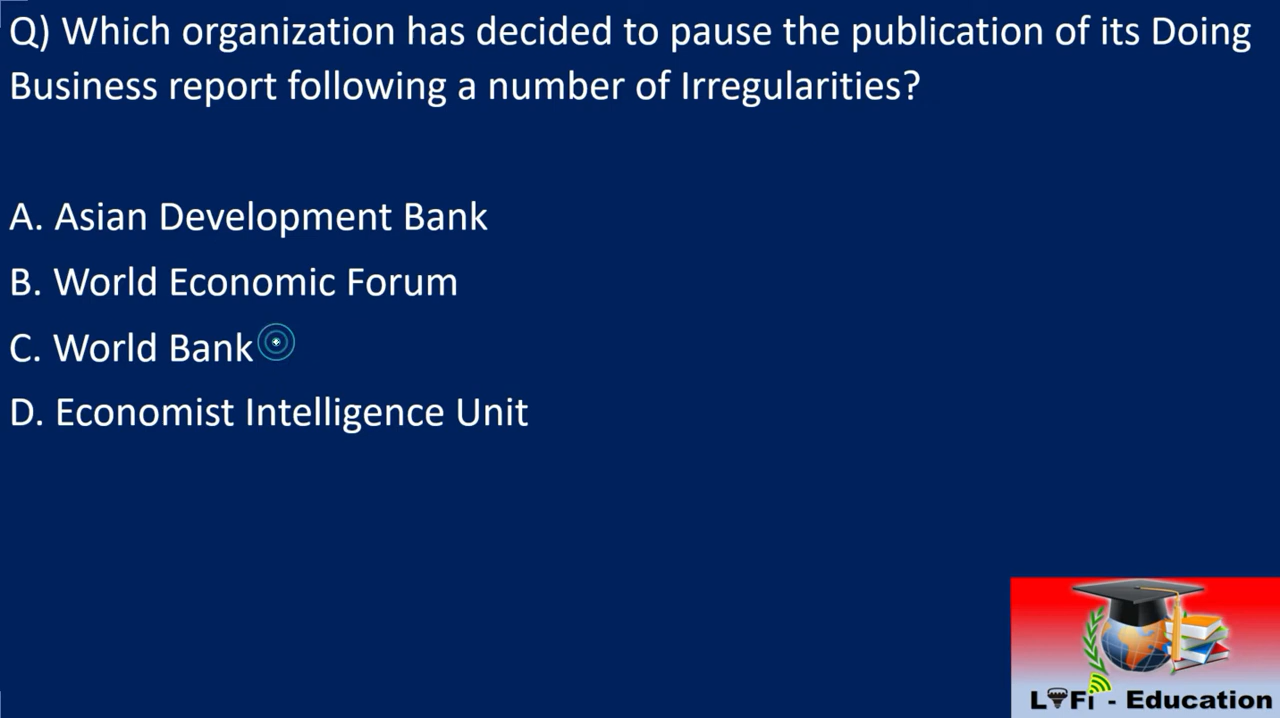 Q) Which organization has decided to pause the publication of its Doing
Business report following a number of Irregularities?
A. Asian Development Bank
B. World Economic Forum
C. World Bank
D. Economist Intelligence Unit
LiFi - Education